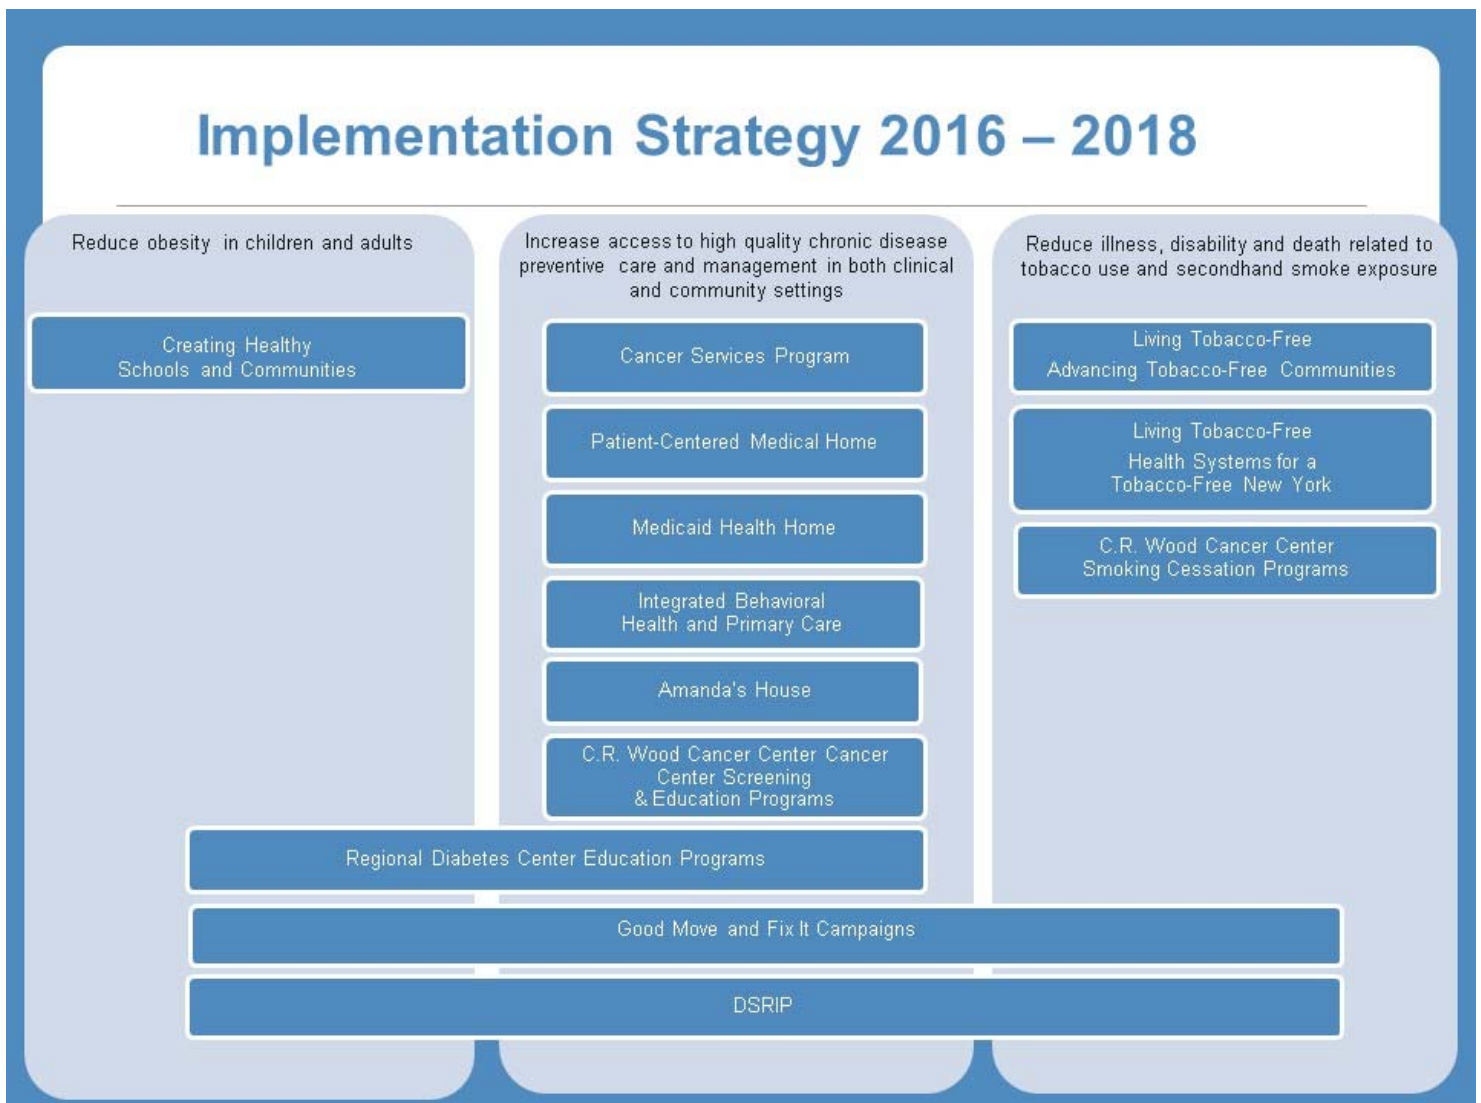 Implementation Strategy 2016 – 2018
Reduce obesity in children and adults
Creating Healthy
Schools and Communities
Increase access to high quality chronic disease
preventive care and management in both clinical
and community settings
Cancer Services Program
Patient-Centered Medical Home
Medicaid Health Home
Integrated Behavioral
Health and Primary Care
Amanda's House
C.R. Wood Cancer Center Cancer
Center Screening
& Education Programs
Reduce illness, disability and death related to
tobacco use and secondhand smoke exposure
Living Tobacco-Free
Advancing Tobacco-Free Communities
Living Tobacco-Free
Health Systems for a
Tobacco-Free New York
C.R. Wood Cancer Center
Smoking Cessation Programs
Regional Diabetes Center Education Programs
Good Move and Fix It Campaigns
DSRIP